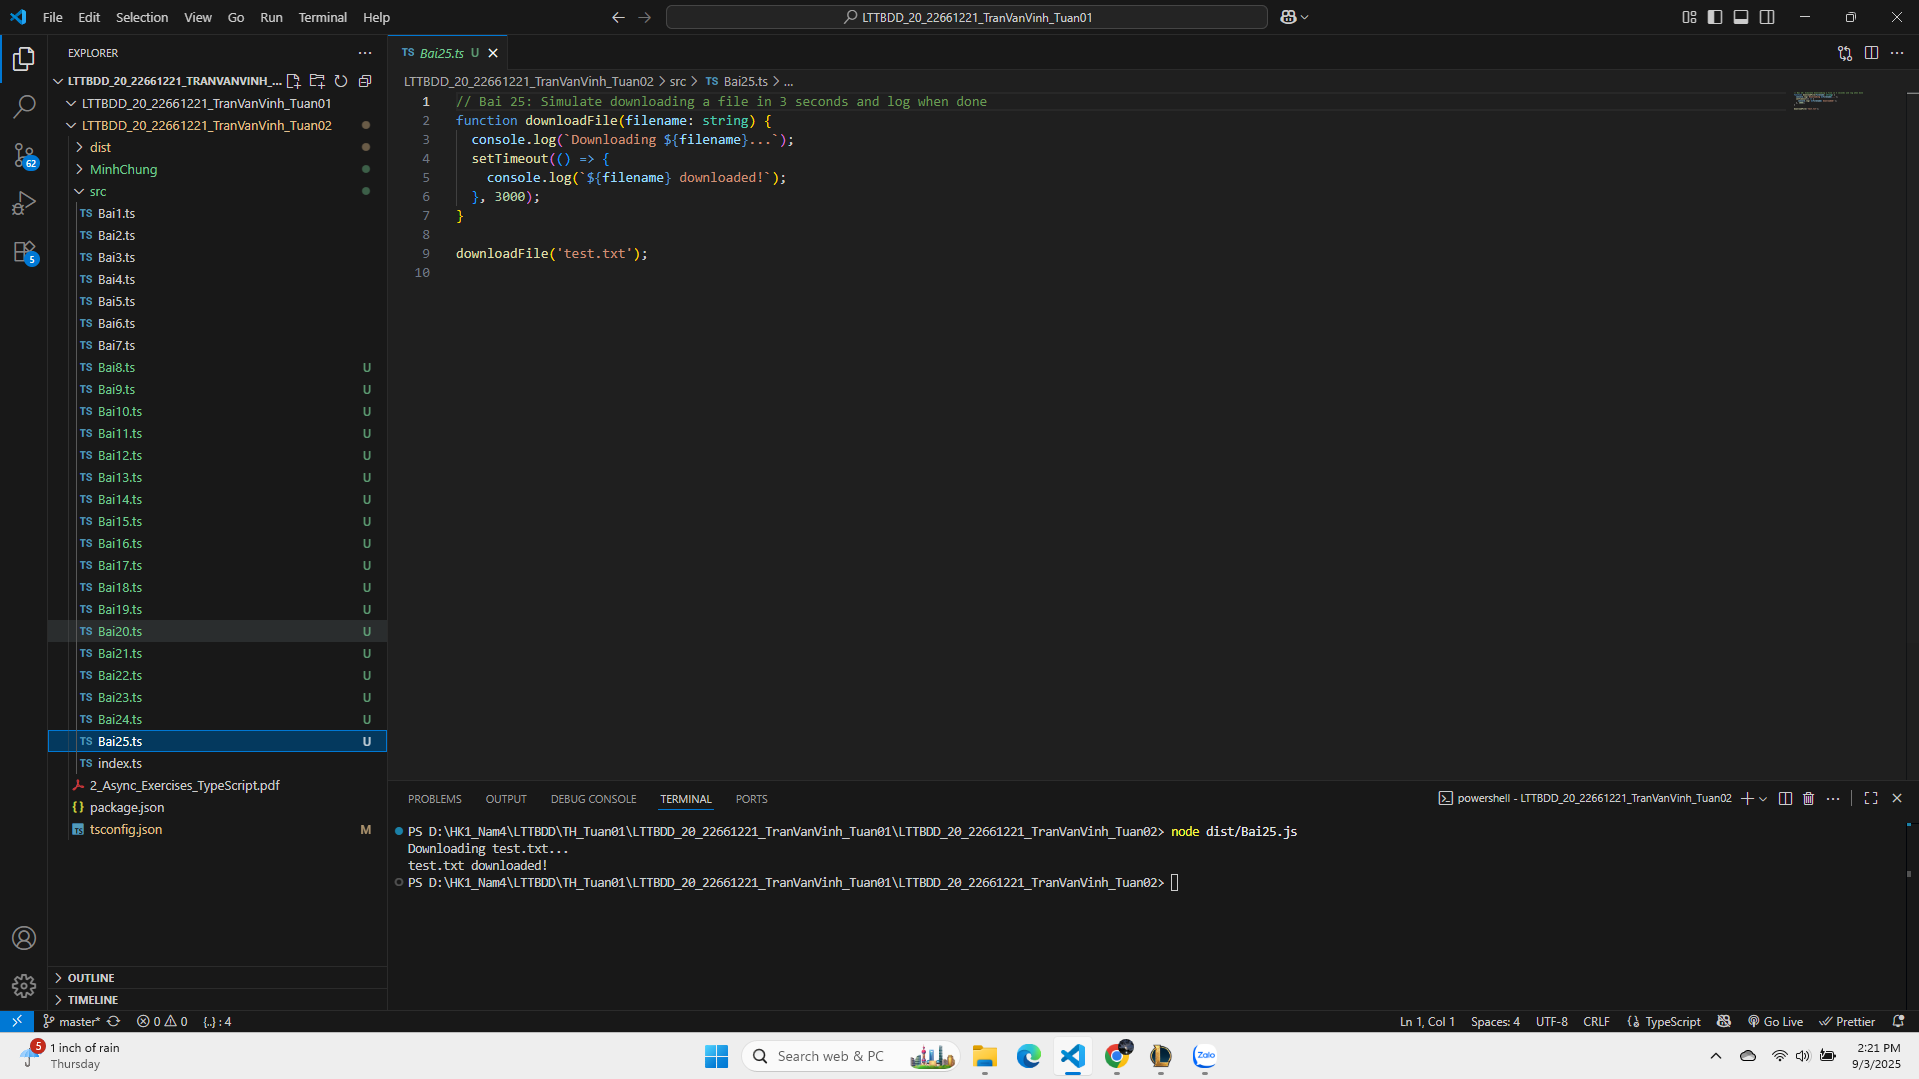 File Edit Selection View Go Run Terminal Help
LTTBDD_20_22661221_TranVanVinh_Tuan01
EXPLORER
LTTBDD_20_22661221_TRANVANVINH_...
LTTBDD_20_22661221_TranVanVinh_Tuan01
LTTBDD_20_22661221_TranVanVinh_Tuan02
dist
MinhChung
src
TS Bai1.ts
TS Bai2.ts
TS Bai3.ts
TS Bai4.ts
TS Bai5.ts
TS Bai6.ts
TS Bai7.ts
TS Bai8.ts U
TS Bai9.ts U
TS Bai10.ts U
TS Bai11.ts U
TS Bai12.ts U
TS Bai13.ts U
TS Bai14.ts U
TS Bai15.ts U
TS Bai16.ts U
TS Bai17.ts U
TS Bai18.ts U
TS Bai19.ts U
TS Bai20.ts U
TS Bai21.ts U
TS Bai22.ts U
TS Bai23.ts U
TS Bai24.ts U
TS Bai25.ts U
TS index.ts
2_Async_Exercises_TypeScript.pdf
{} package.json
TS tsconfig.json M
OUTLINE
TIMELINE
62
5
TS Bai25.ts U
LTTBDD_20_22661221_TranVanVinh_Tuan02 > src > TS Bai25.ts > ...
1 // Bai 25: Simulate downloading a file in 3 seconds and log when done
2 function downloadFile(filename: string) {
3 console.log(`Downloading ${filename}...`);
4 setTimeout(() => {
5 console.log(`${filename} downloaded!`);
6 }, 3000);
7 }
8
9 downloadFile('test.txt');
10
PROBLEMS OUTPUT DEBUG CONSOLE TERMINAL PORTS
powershell - LTTBDD_20_22661221_TranVanVinh_Tuan02
PS D:\HK1_Nam4\LTTBDD\TH_Tuan01\LTTBDD_20_22661221_TranVanVinh_Tuan01\LTTBDD_20_22661221_TranVanVinh_Tuan02> node dist/Bai25.js
Downloading test.txt...
test.txt downloaded!
PS D:\HK1_Nam4\LTTBDD\TH_Tuan01\LTTBDD_20_22661221_TranVanVinh_Tuan01\LTTBDD_20_22661221_TranVanVinh_Tuan02>
master* 0 0 {..} : 4
Ln 1, Col 1 Spaces: 4 UTF-8 CRLF {} TypeScript Go Live Prettier
5
1 inch of rain
Thursday
Search web & PC
Zalo
2:21 PM
9/3/2025